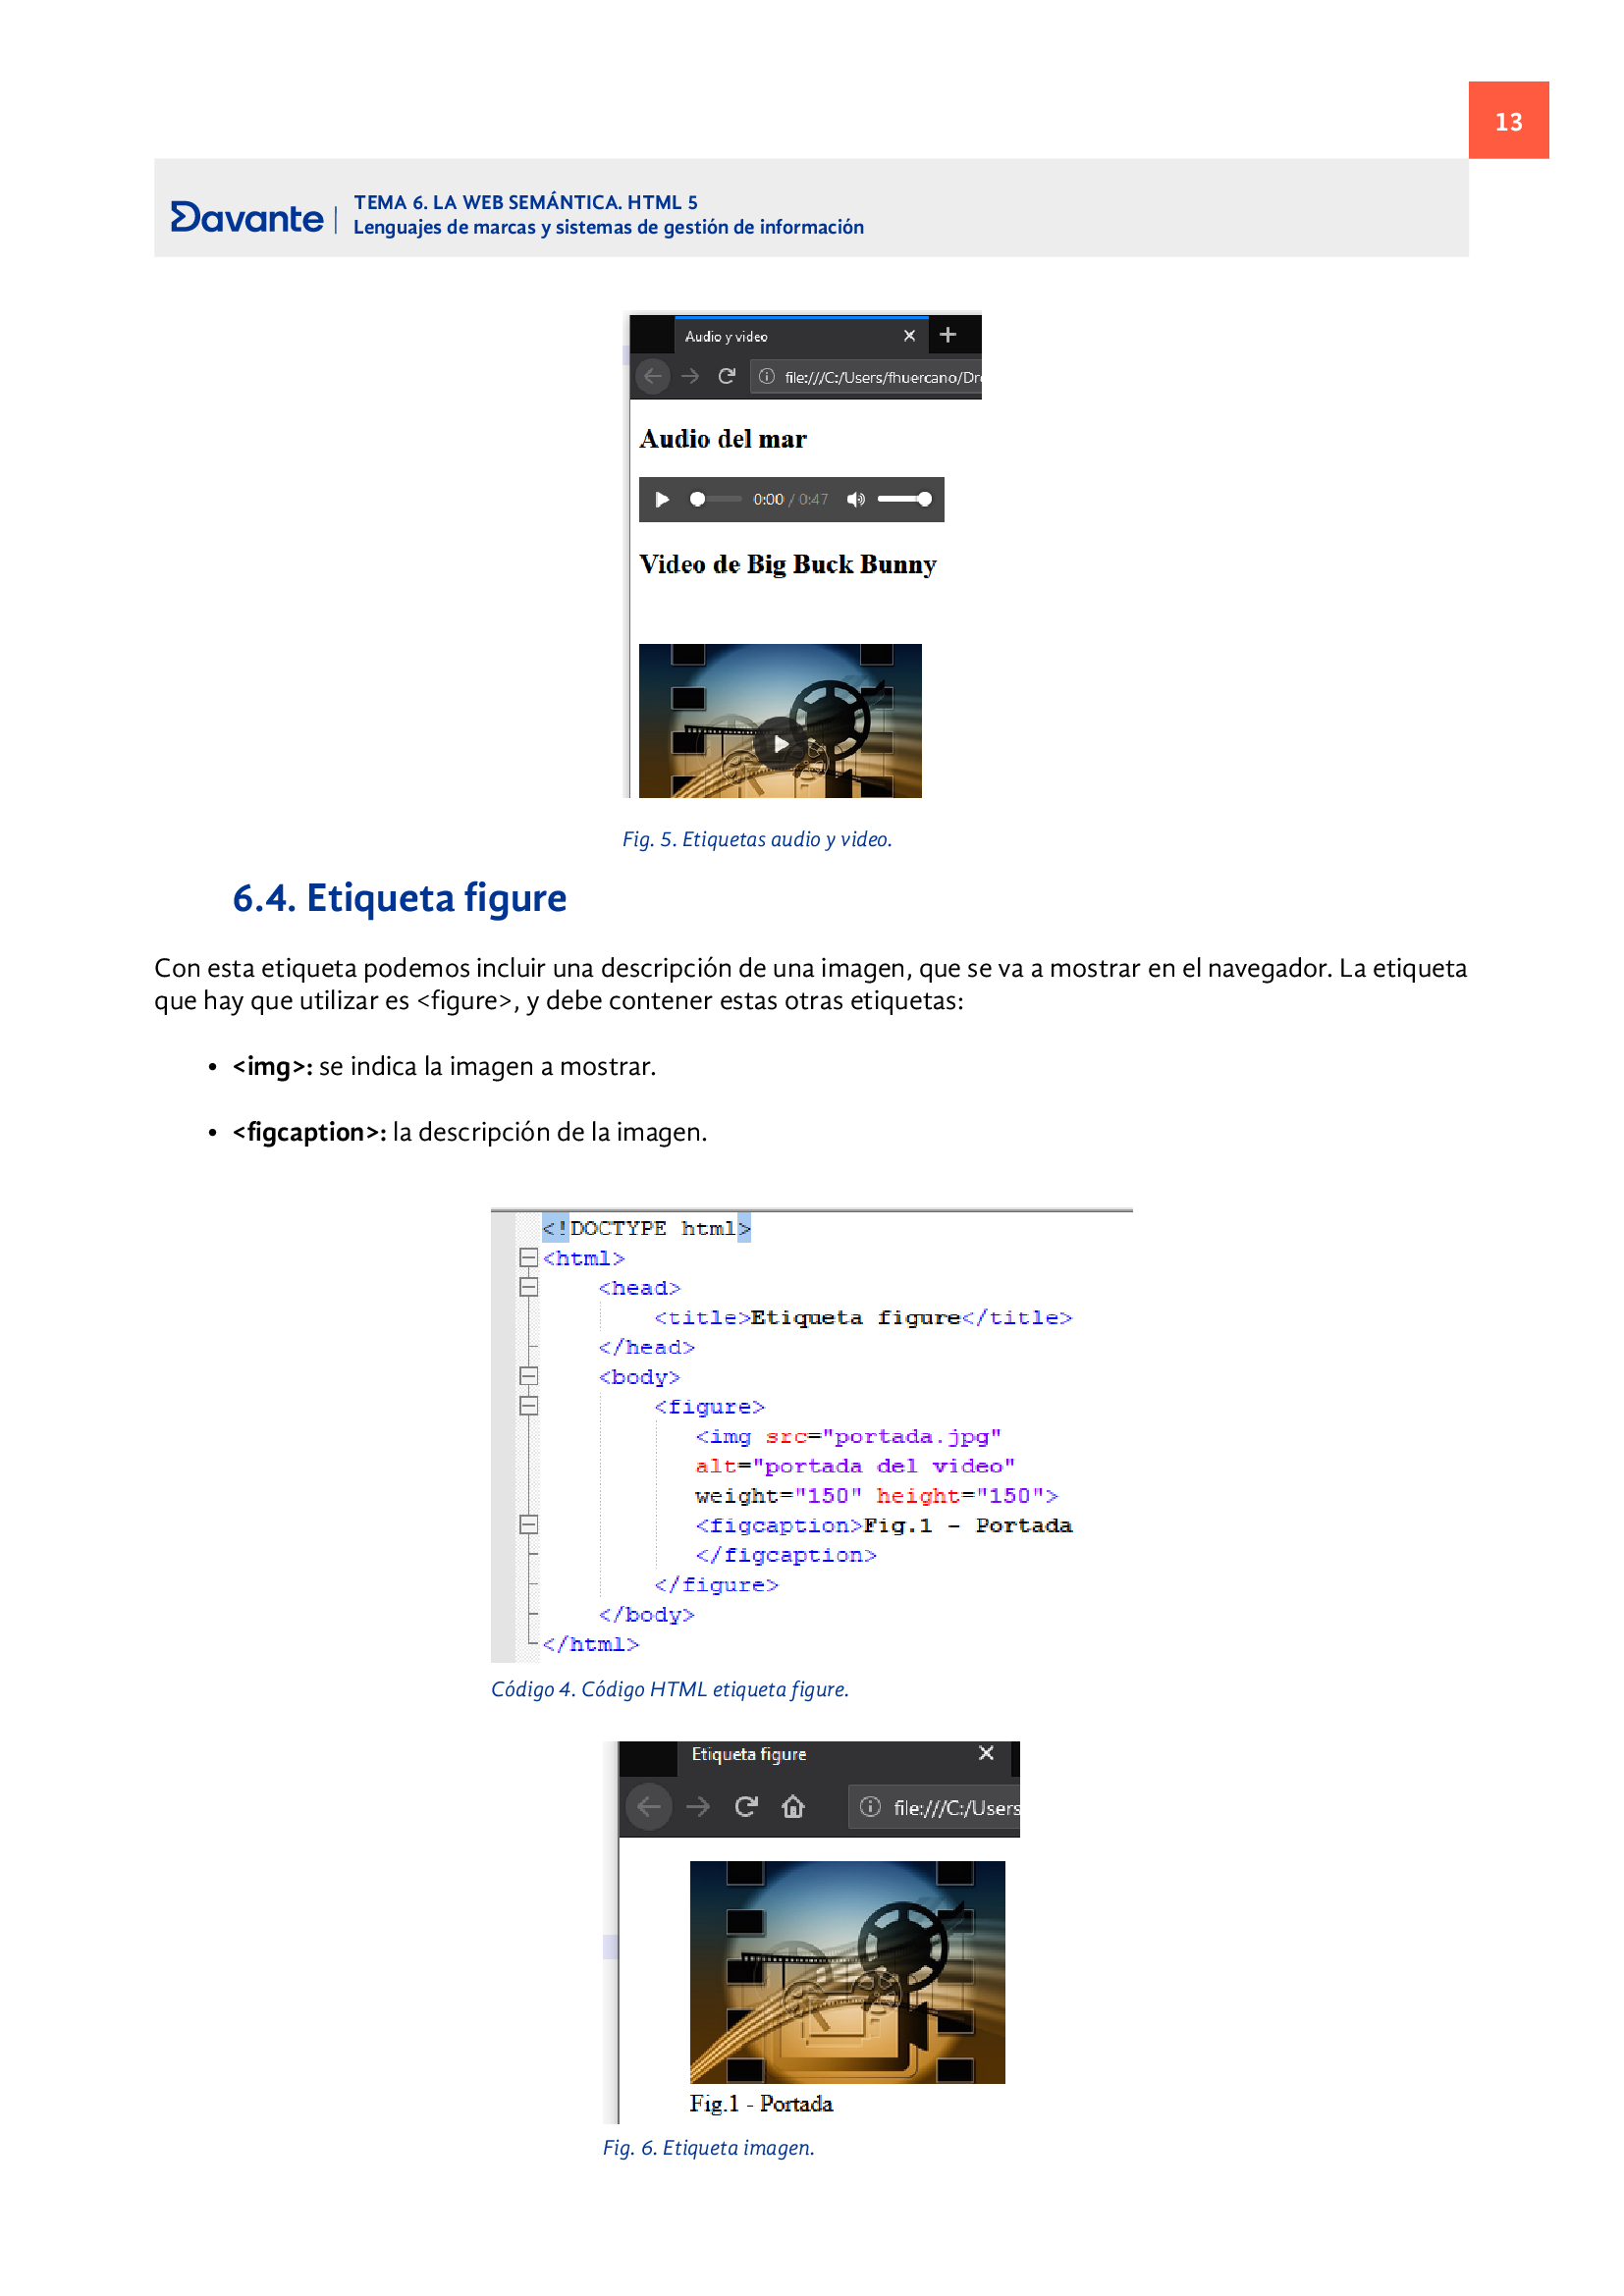 13
Davante
TEMA 6. LA WEB SEMÁNTICA. HTML 5
Lenguajes de marcas y sistemas de gestión de información
Audio y video
file:///C:/Users/fhuercano/Dr
Audio del mar
0:00 / 0:47
Video de Big Buck Bunny
Fig. 5. Etiquetas audio y video.
6.4. Etiqueta figure
Con esta etiqueta podemos incluir una descripción de una imagen, que se va a mostrar en el navegador. La etiqueta
que hay que utilizar es <figure>, y debe contener estas otras etiquetas:
• <img>: se indica la imagen a mostrar.
• <figcaption>: la descripción de la imagen.
<!DOCTYPE html>
<html>
<head>
<title>Etiqueta figure</title>
</head>
<body>
<figure>
<img src="portada.jpg"
alt="portada del video"
weight="150" height="150">
<figcaption>Fig.1 - Portada
</figcaption>
</figure>
</body>
</html>
Código 4. Código HTML etiqueta figure.
Etiqueta figure
file:///C:/Users
Fig.1 - Portada
Fig. 6. Etiqueta imagen.